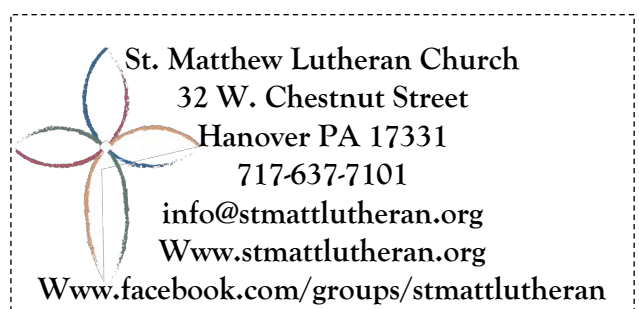 St. Matthew Lutheran Church
32 W. Chestnut Street
Hanover PA 17331
717-637-7101
info@stmattlutheran.org
Www.stmattlutheran.org
Www.facebook.com/groups/stmattlutheran